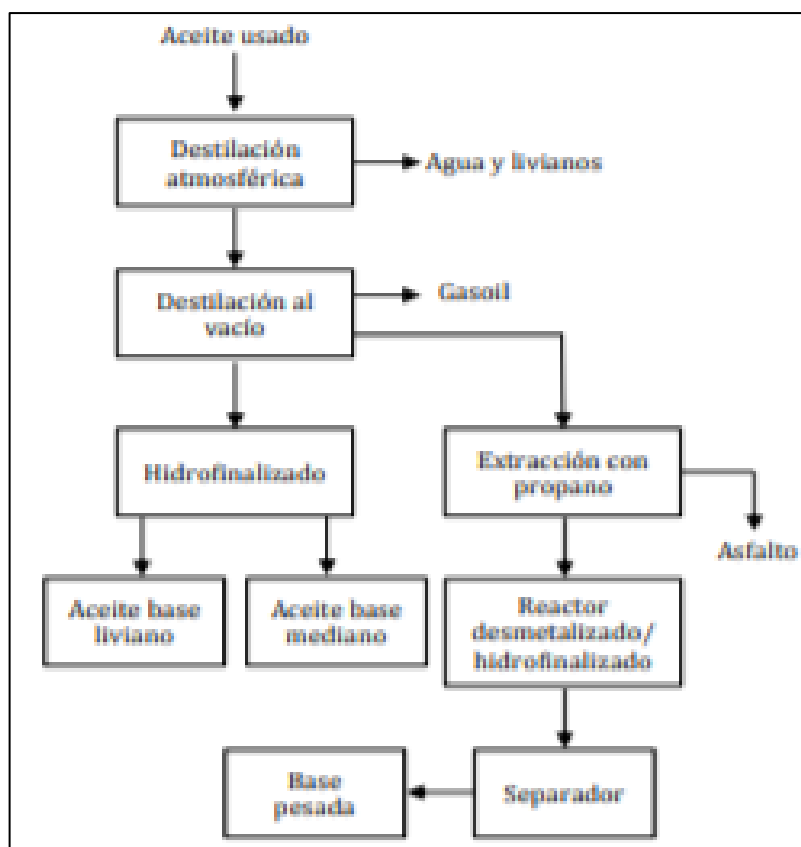 Aceite usado
Destilación
atmosférica
Agua y livianos
Destilación al
vacío
Gasoil
Hidrofinalizado
Extracción con
propano
Asfalto
Aceite base
liviano
Aceite base
mediano
Reactor
desmetalizado/
hidrofinalizado
Base
pesada
Separador